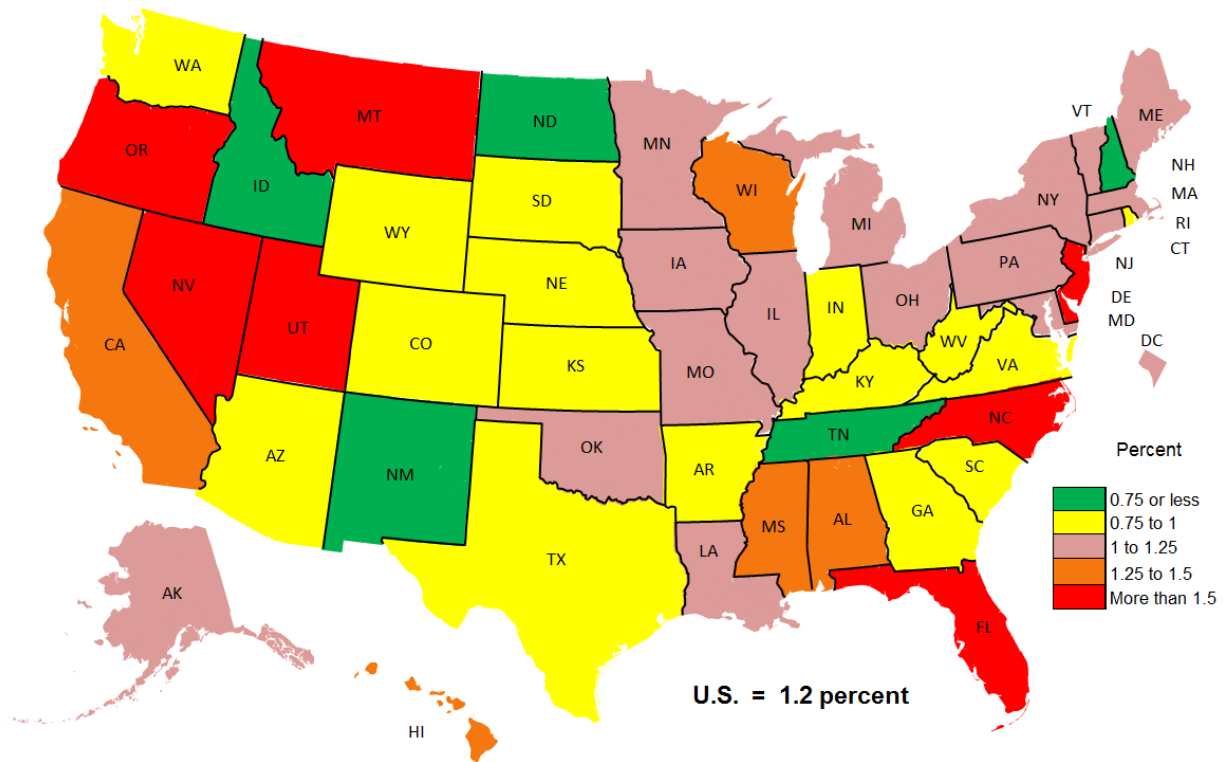 WA
MT
ND
VT
ME
MN
OR
ID
SD
WI
NH
MA
NY
MI
RI
CT
WY
IA
PA
NJ
NE
NV
OH
IN
IL
DE
MD
UT
CO
CA
KS
MO
WV
VA
DC
KY
NC
TN
OK
AZ
NM
AR
SC
Percent
MS
AL
GA
0.75 or less
0.75 to 1
1 to 1.25
1.25 to 1.5
More than 1.5
TX
LA
AK
FL
U.S. = 1.2 percent
HI